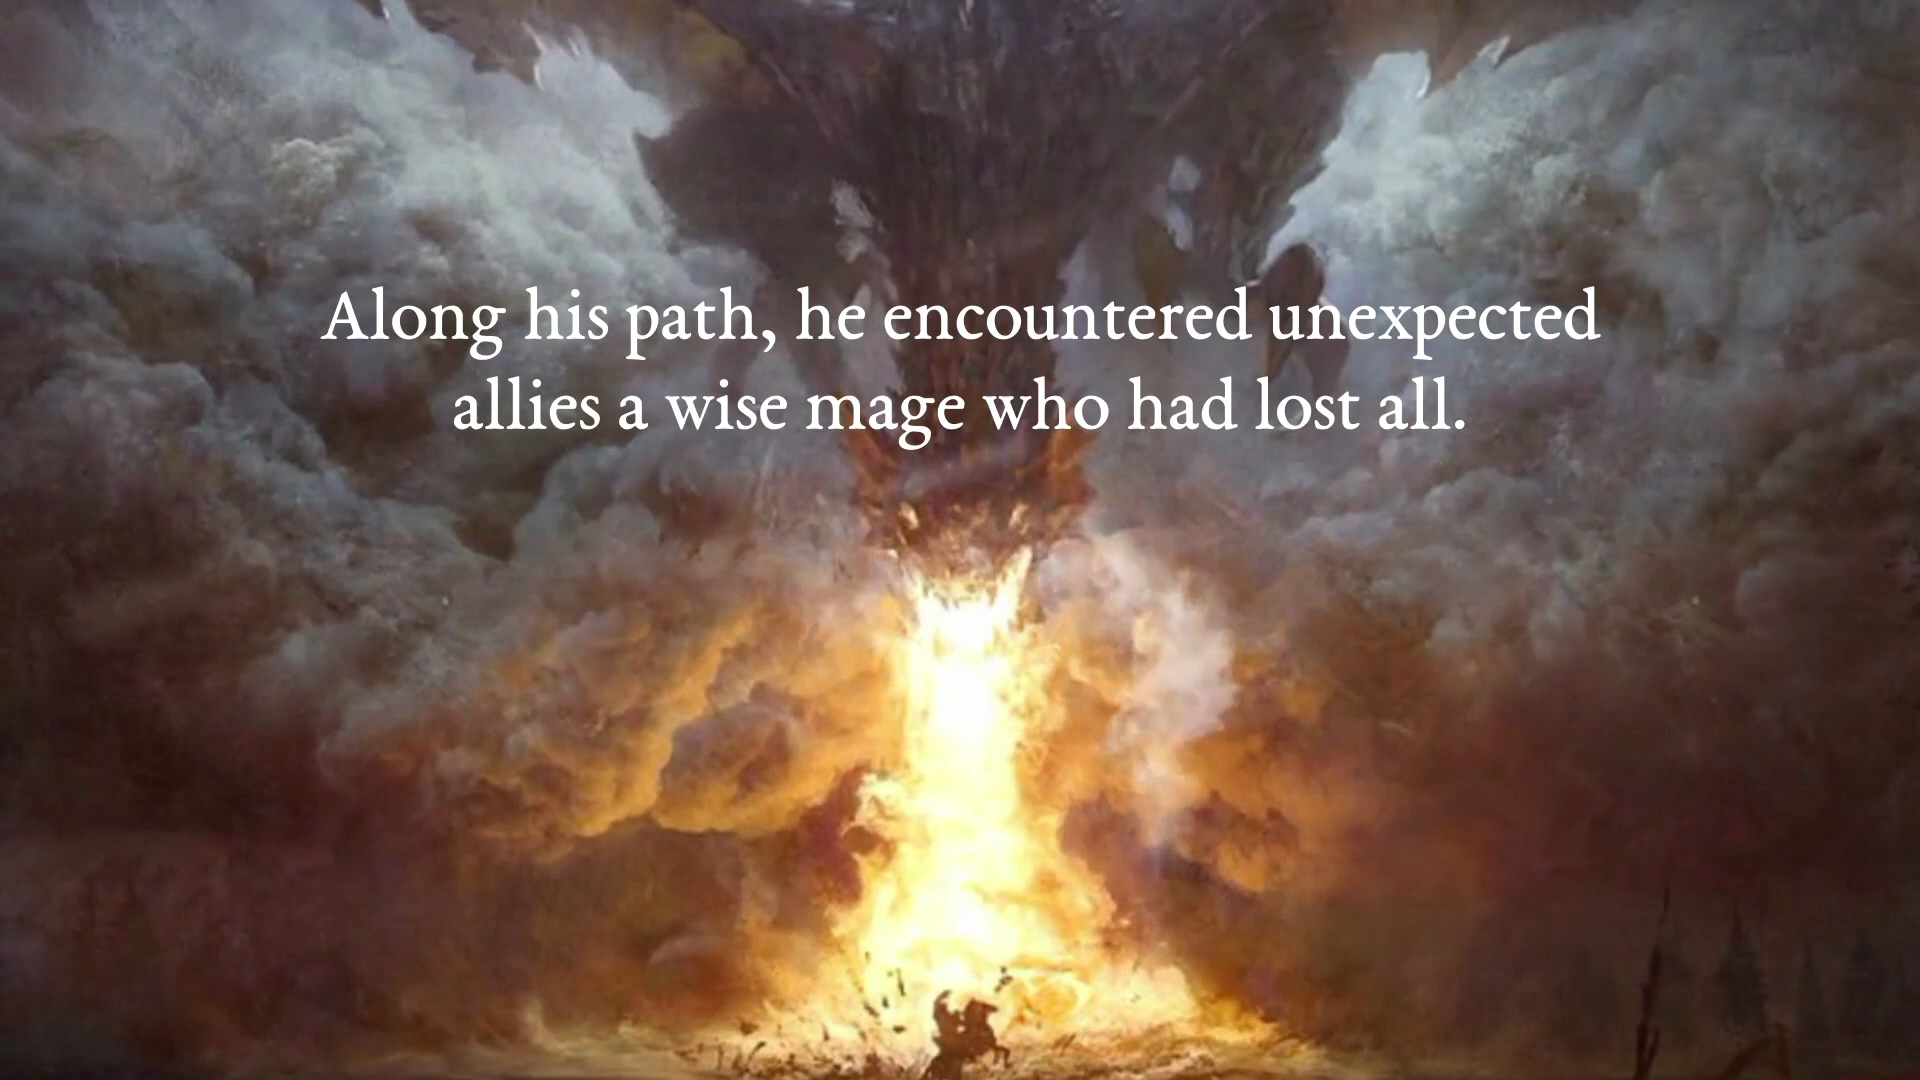 Along his path, he encountered unexpected
allies a wise mage who had lost all.